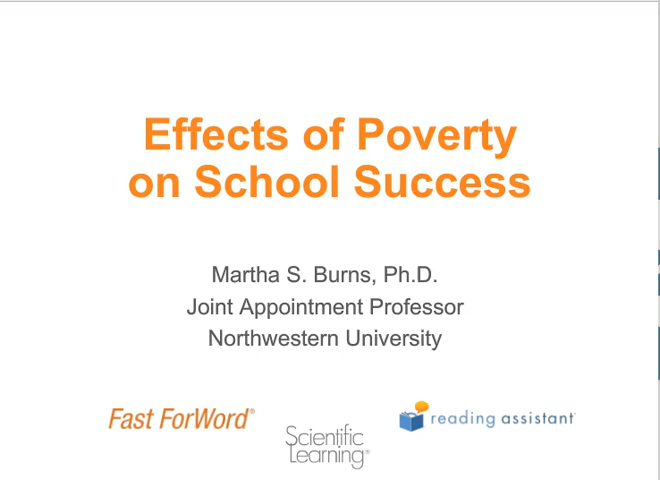 Effects of Poverty
on School Success
Martha S. Burns, Ph.D.
Joint Appointment Professor
Northwestern University
Fast ForWord®
reading assistant™
Scientific
Learning®